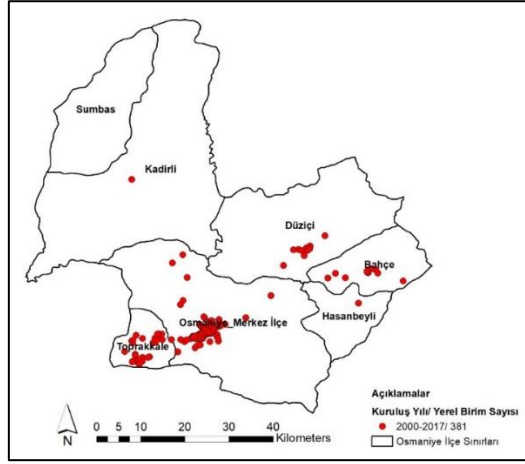 Sumbas
Kadirli
Düziçi
Bahçe
Hasanbeyli
Osmaniye_Merkez İlçe
Toprakkale
Açıklamalar
Kuruluş Yılı/ Yerel Birim Sayısı
2000-2017/ 381
Osmaniye İlçe Sınırları
N
0 5 10 20 30 40
Kilometers